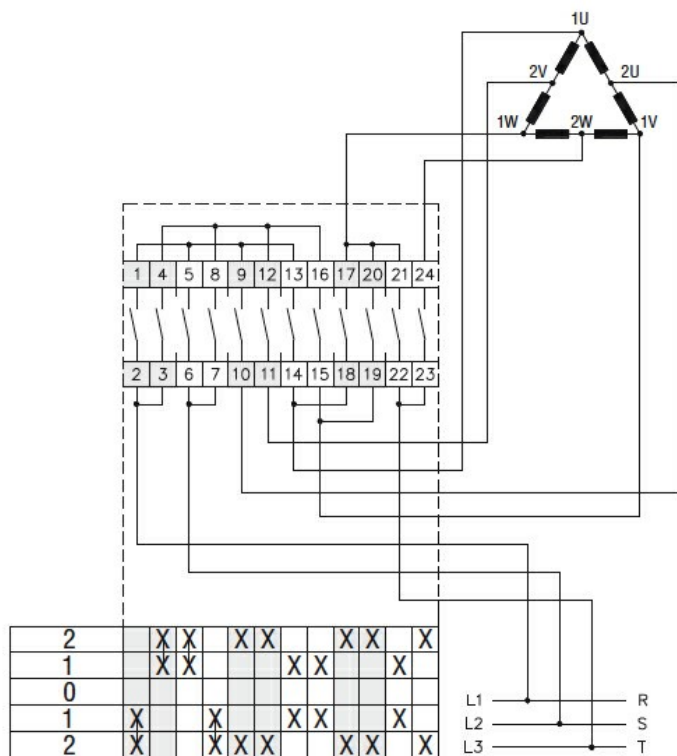 1U
2V 2U
1W 2W 1V
1 4 5 8 9 12 13 16 17 20 21 24
2 3 6 7 10 11 14 15 18 19 22 23
2 X X X X X X X
1 X X X X X
0
1 X X X X X
2 X X X X X X X
L1 R
L2 S
L3 T